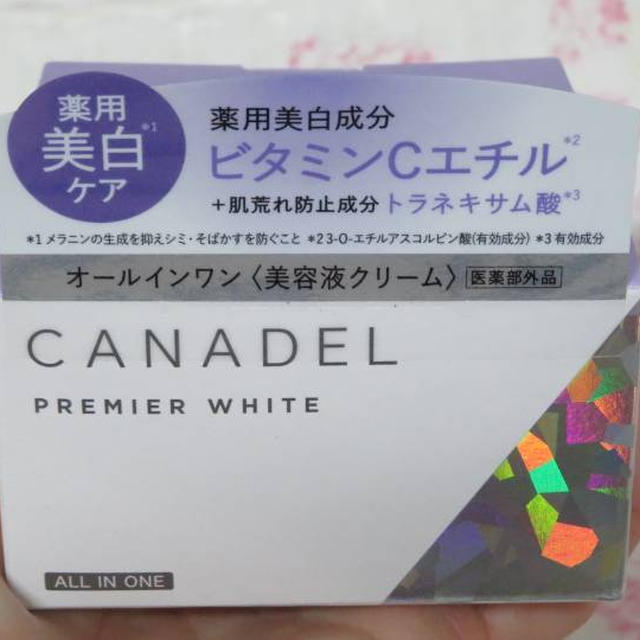 薬用
美白*1
ケア
薬用美白成分
ビタミンCエチル*2
+肌荒れ防止成分トラネキサム酸*3
*1メラニンの生成を抑えシミ・そばかすを防ぐこと *2 3-O-エチルアスコルビン酸(有効成分) *3有効成分
オールインワン〈美容液クリーム〉 医薬部外品
CANADEL
PREMIER WHITE
ALL IN ONE